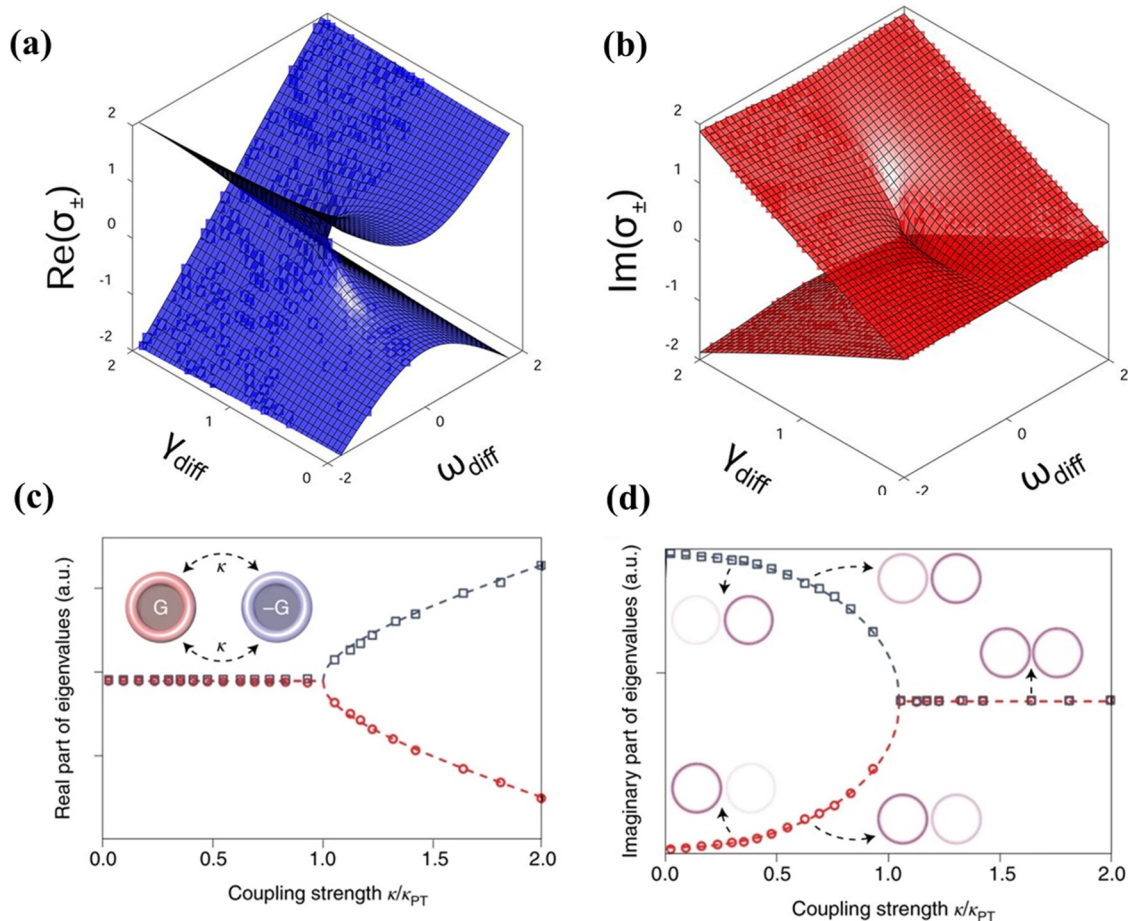 (a)
2
1
0
-1
-2
Re(σ±)
2
1
0
γdiff
-2
0
2
ωdiff
(b)
2
1
0
-1
-2
Im(σ±)
2
1
0
γdiff
-2
0
2
ωdiff
(c)
Real part of eigenvalues (a.u.)
κ
G
–G
κ
0.0 0.5 1.0 1.5 2.0
Coupling strength κ/κPT
(d)
Imaginary part of eigenvalues (a.u.)
0.0 0.5 1.0 1.5 2.0
Coupling strength κ/κPT